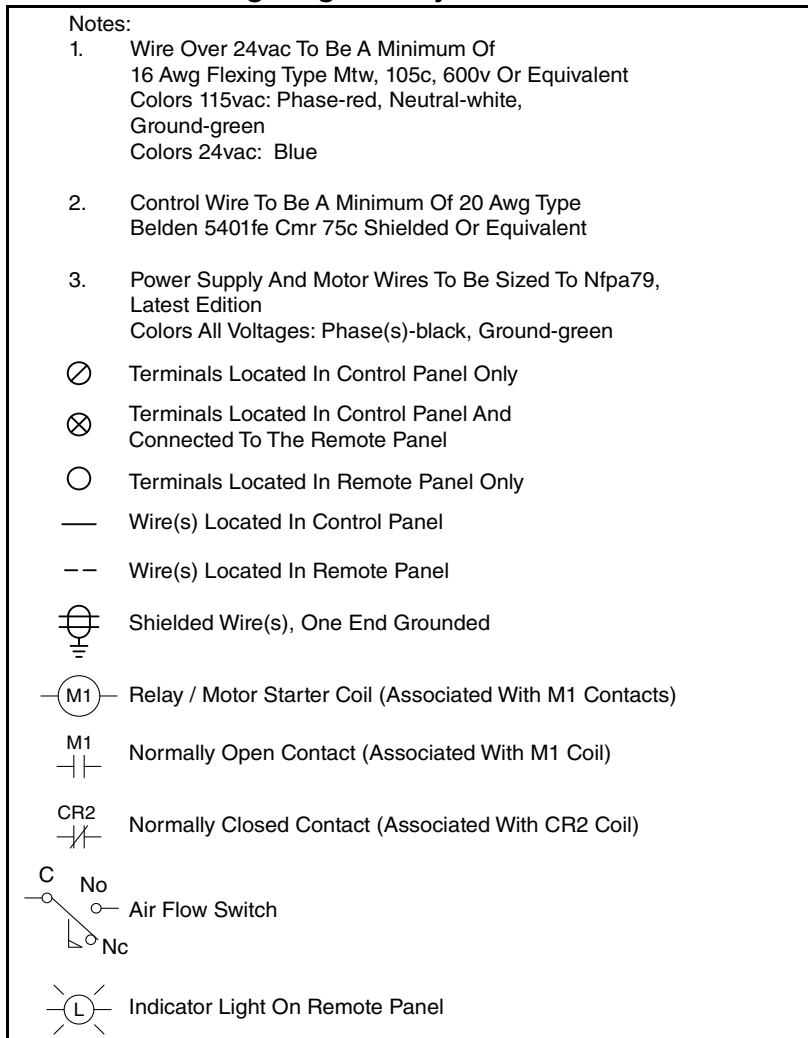 Notes:
1. Wire Over 24vac To Be A Minimum Of
16 Awg Flexing Type Mtw, 105c, 600v Or Equivalent
Colors 115vac: Phase-red, Neutral-white,
Ground-green
Colors 24vac: Blue
2. Control Wire To Be A Minimum Of 20 Awg Type
Belden 5401fe Cmr 75c Shielded Or Equivalent
3. Power Supply And Motor Wires To Be Sized To Nfpa79,
Latest Edition
Colors All Voltages: Phase(s)-black, Ground-green
Terminals Located In Control Panel Only
Terminals Located In Control Panel And
Connected To The Remote Panel
Terminals Located In Remote Panel Only
Wire(s) Located In Control Panel
Wire(s) Located In Remote Panel
Shielded Wire(s), One End Grounded
M1 Relay / Motor Starter Coil (Associated With M1 Contacts)
M1
Normally Open Contact (Associated With M1 Coil)
CR2
Normally Closed Contact (Associated With CR2 Coil)
C No
Air Flow Switch
Nc
L Indicator Light On Remote Panel